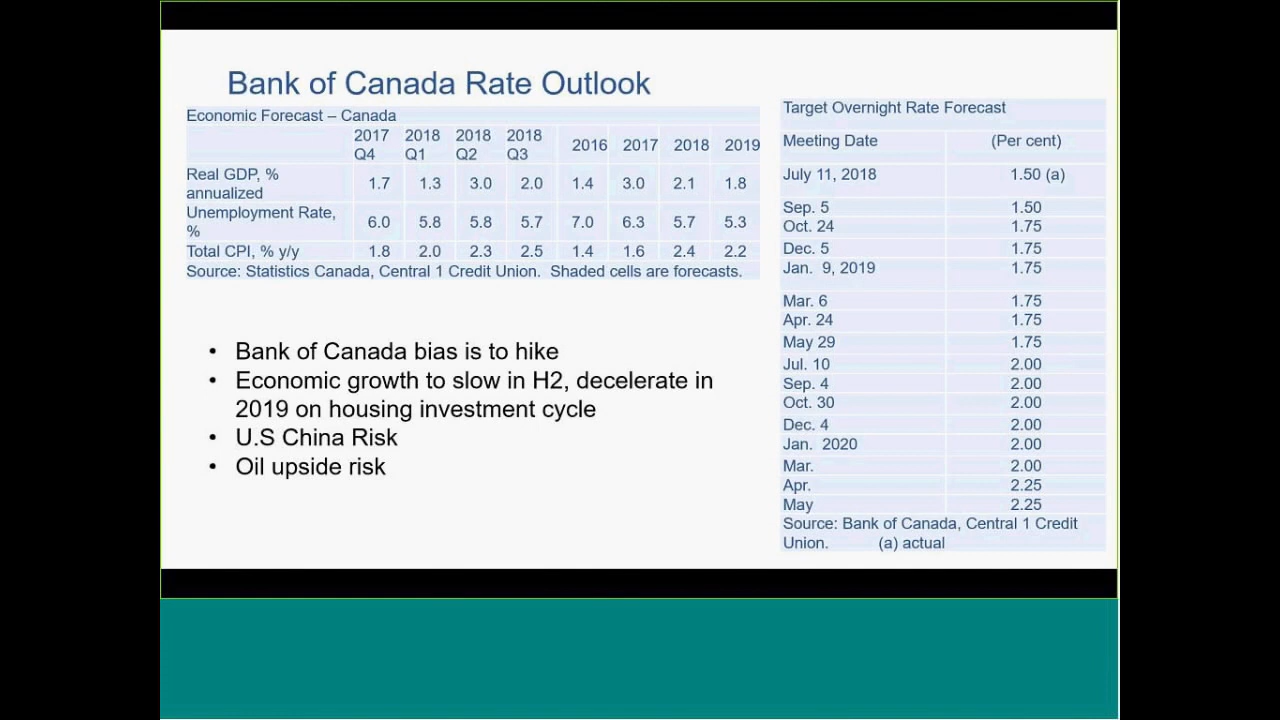 Bank of Canada Rate Outlook
Economic Forecast – Canada
2017 2018 2018 2018
Q4 Q1 Q2 Q3 2016 2017 2018 2019
Real GDP, %
annualized 1.7 1.3 3.0 2.0 1.4 3.0 2.1 1.8
Unemployment Rate,
% 6.0 5.8 5.8 5.7 7.0 6.3 5.7 5.3
Total CPI, % y/y 1.8 2.0 2.3 2.5 1.4 1.6 2.4 2.2
Source: Statistics Canada, Central 1 Credit Union. Shaded cells are forecasts.
• Bank of Canada bias is to hike
• Economic growth to slow in H2, decelerate in
2019 on housing investment cycle
• U.S China Risk
• Oil upside risk
Target Overnight Rate Forecast
Meeting Date (Per cent)
July 11, 2018 1.50 (a)
Sep. 5 1.50
Oct. 24 1.75
Dec. 5 1.75
Jan. 9, 2019 1.75
Mar. 6 1.75
Apr. 24 1.75
May 29 1.75
Jul. 10 2.00
Sep. 4 2.00
Oct. 30 2.00
Dec. 4 2.00
Jan. 2020 2.00
Mar. 2.00
Apr. 2.25
May 2.25
Source: Bank of Canada, Central 1 Credit
Union. (a) actual